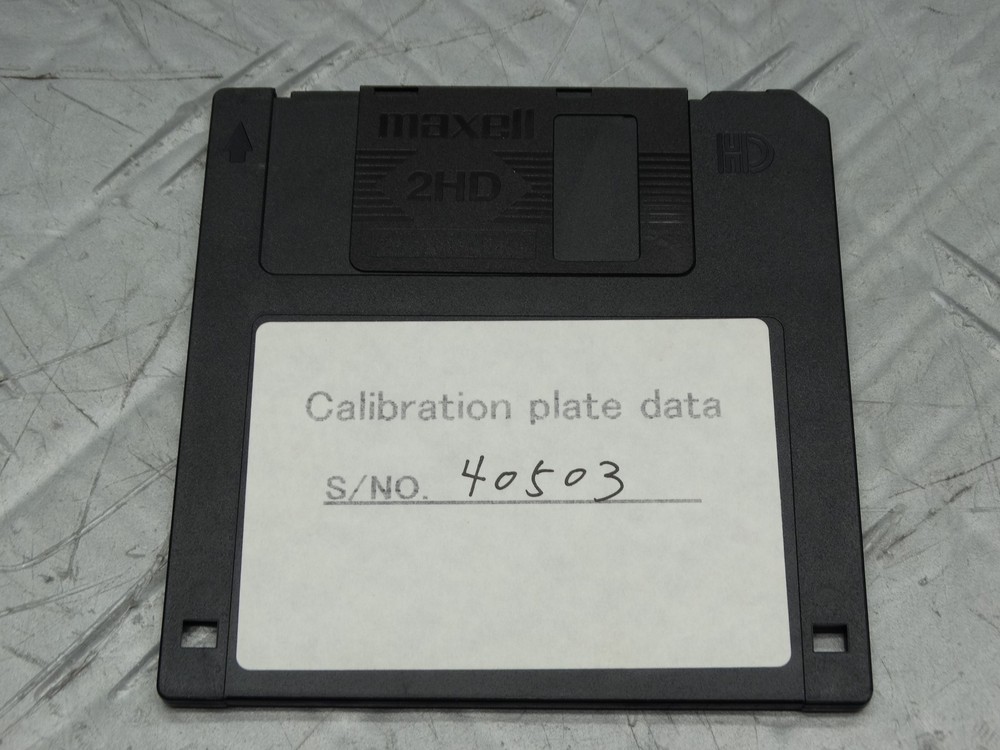 maxell
HD
2HD
Calibration plate data
S/NO. 40503